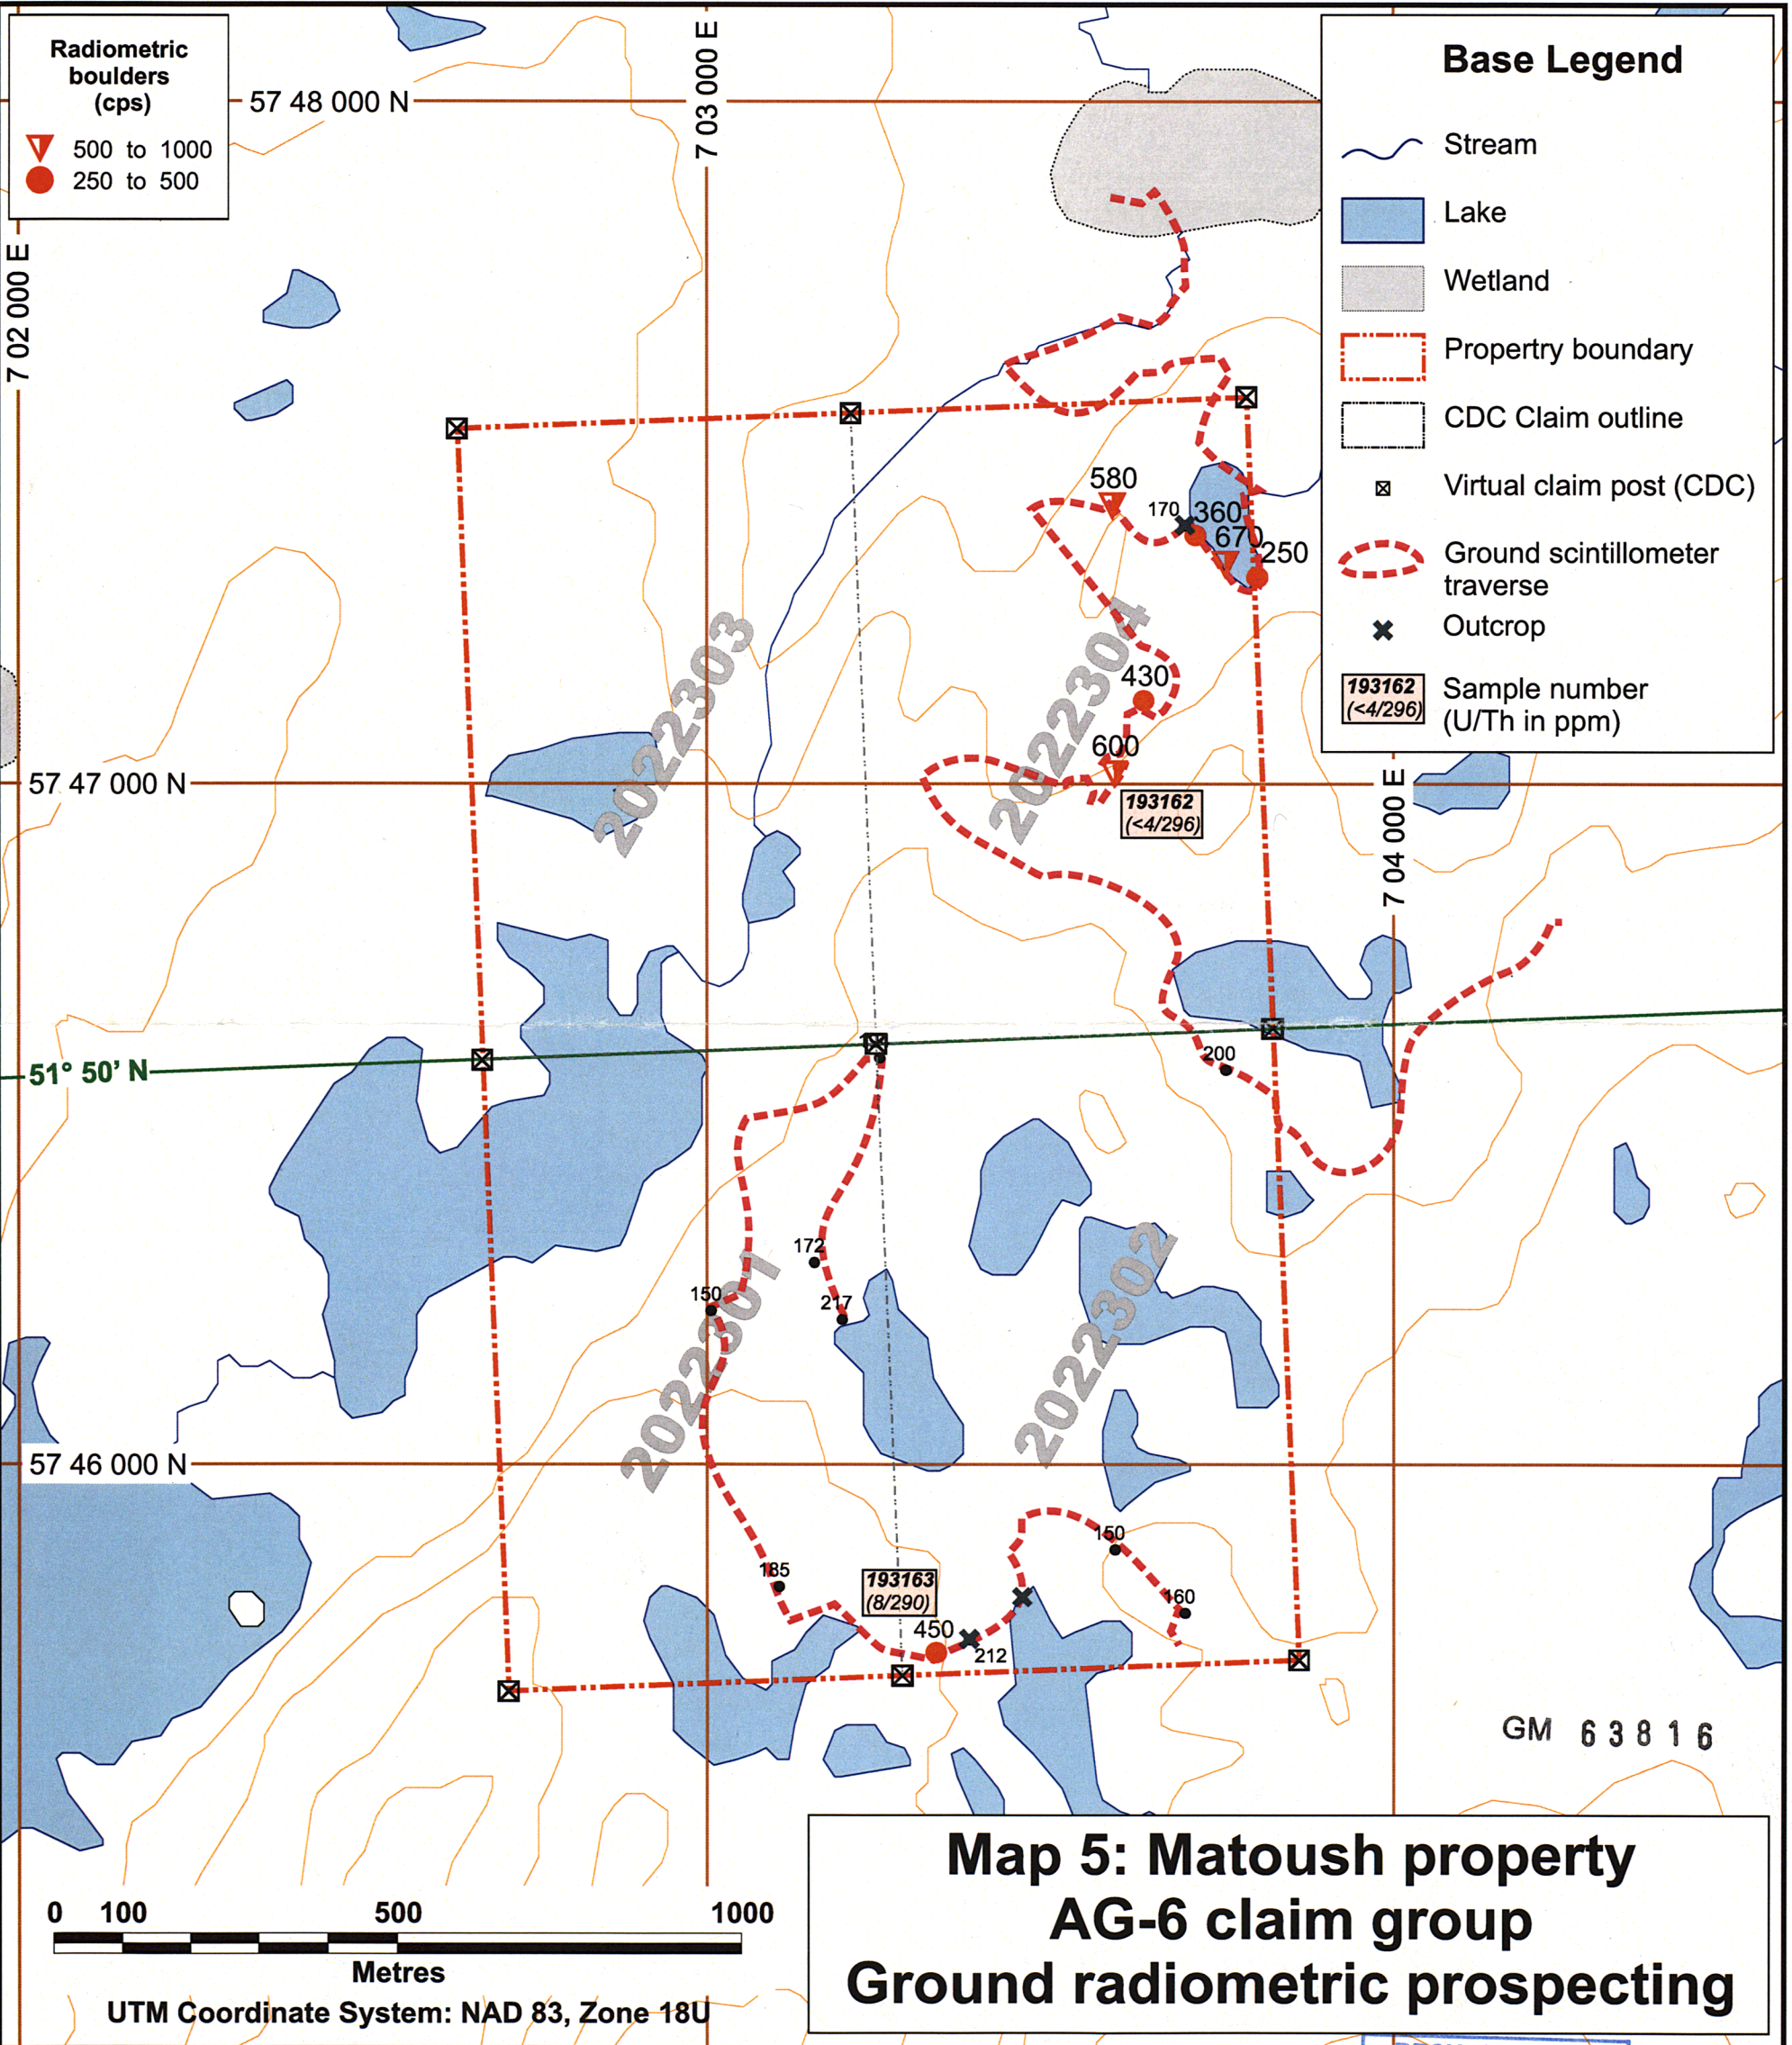 Radiometric
boulders
(cps)
500 to 1000
250 to 500
57 48 000 N
7 03 000 E
7 02 000 E
Base Legend
Stream
Lake
Wetland
Propertry boundary
CDC Claim outline
Virtual claim post (CDC)
Ground scintillometer
traverse
Outcrop
193162
(<4/296)
Sample number
(U/Th in ppm)
580
170
360
670
250
2022303
2022304
430
600
193162
(<4/296)
57 47 000 N
7 04 000 E
51° 50' N
200
172
150
217
2022301
2022302
57 46 000 N
150
185
193163
(8/290)
160
450
212
GM 63816
0 100 500 1000
Metres
UTM Coordinate System: NAD 83, Zone 18U
Map 5: Matoush property
AG-6 claim group
Ground radiometric prospecting